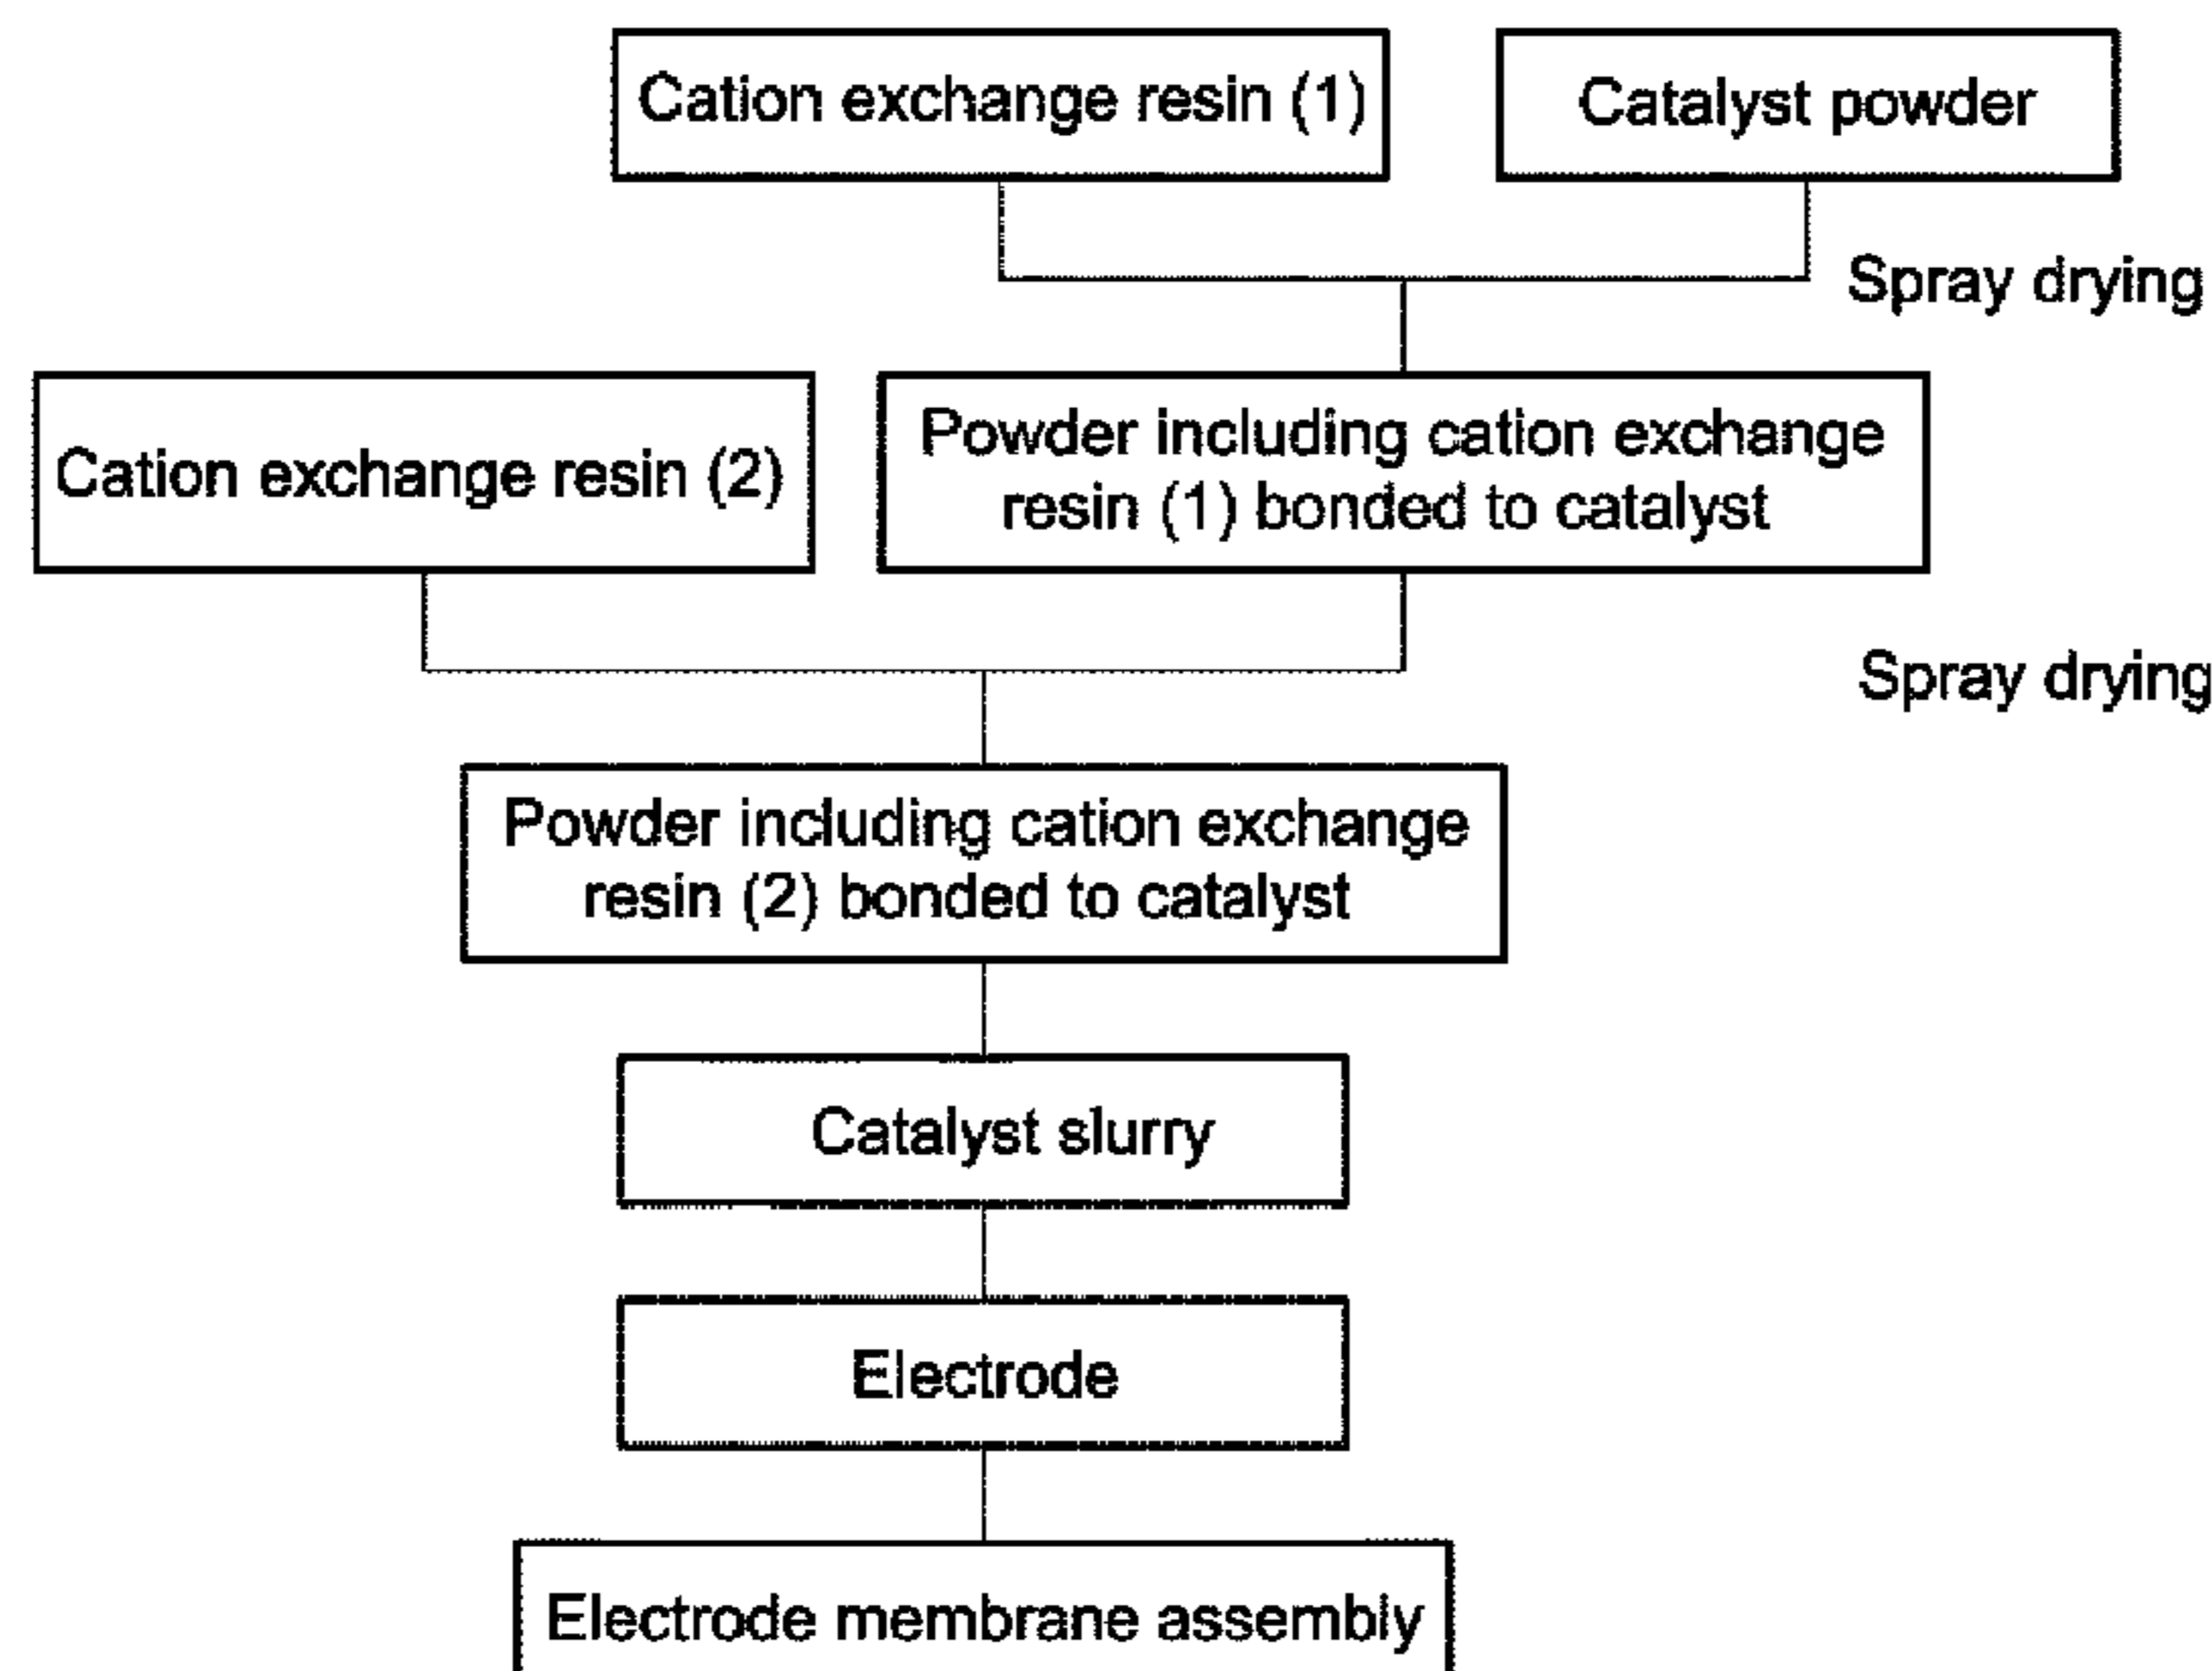 Cation exchange resin (1)
Catalyst powder
Spray drying
Cation exchange resin (2)
Powder including cation exchange
resin (1) bonded to catalyst
Spray drying
Powder including cation exchange
resin (2) bonded to catalyst
Catalyst slurry
Electrode
Electrode membrane assembly